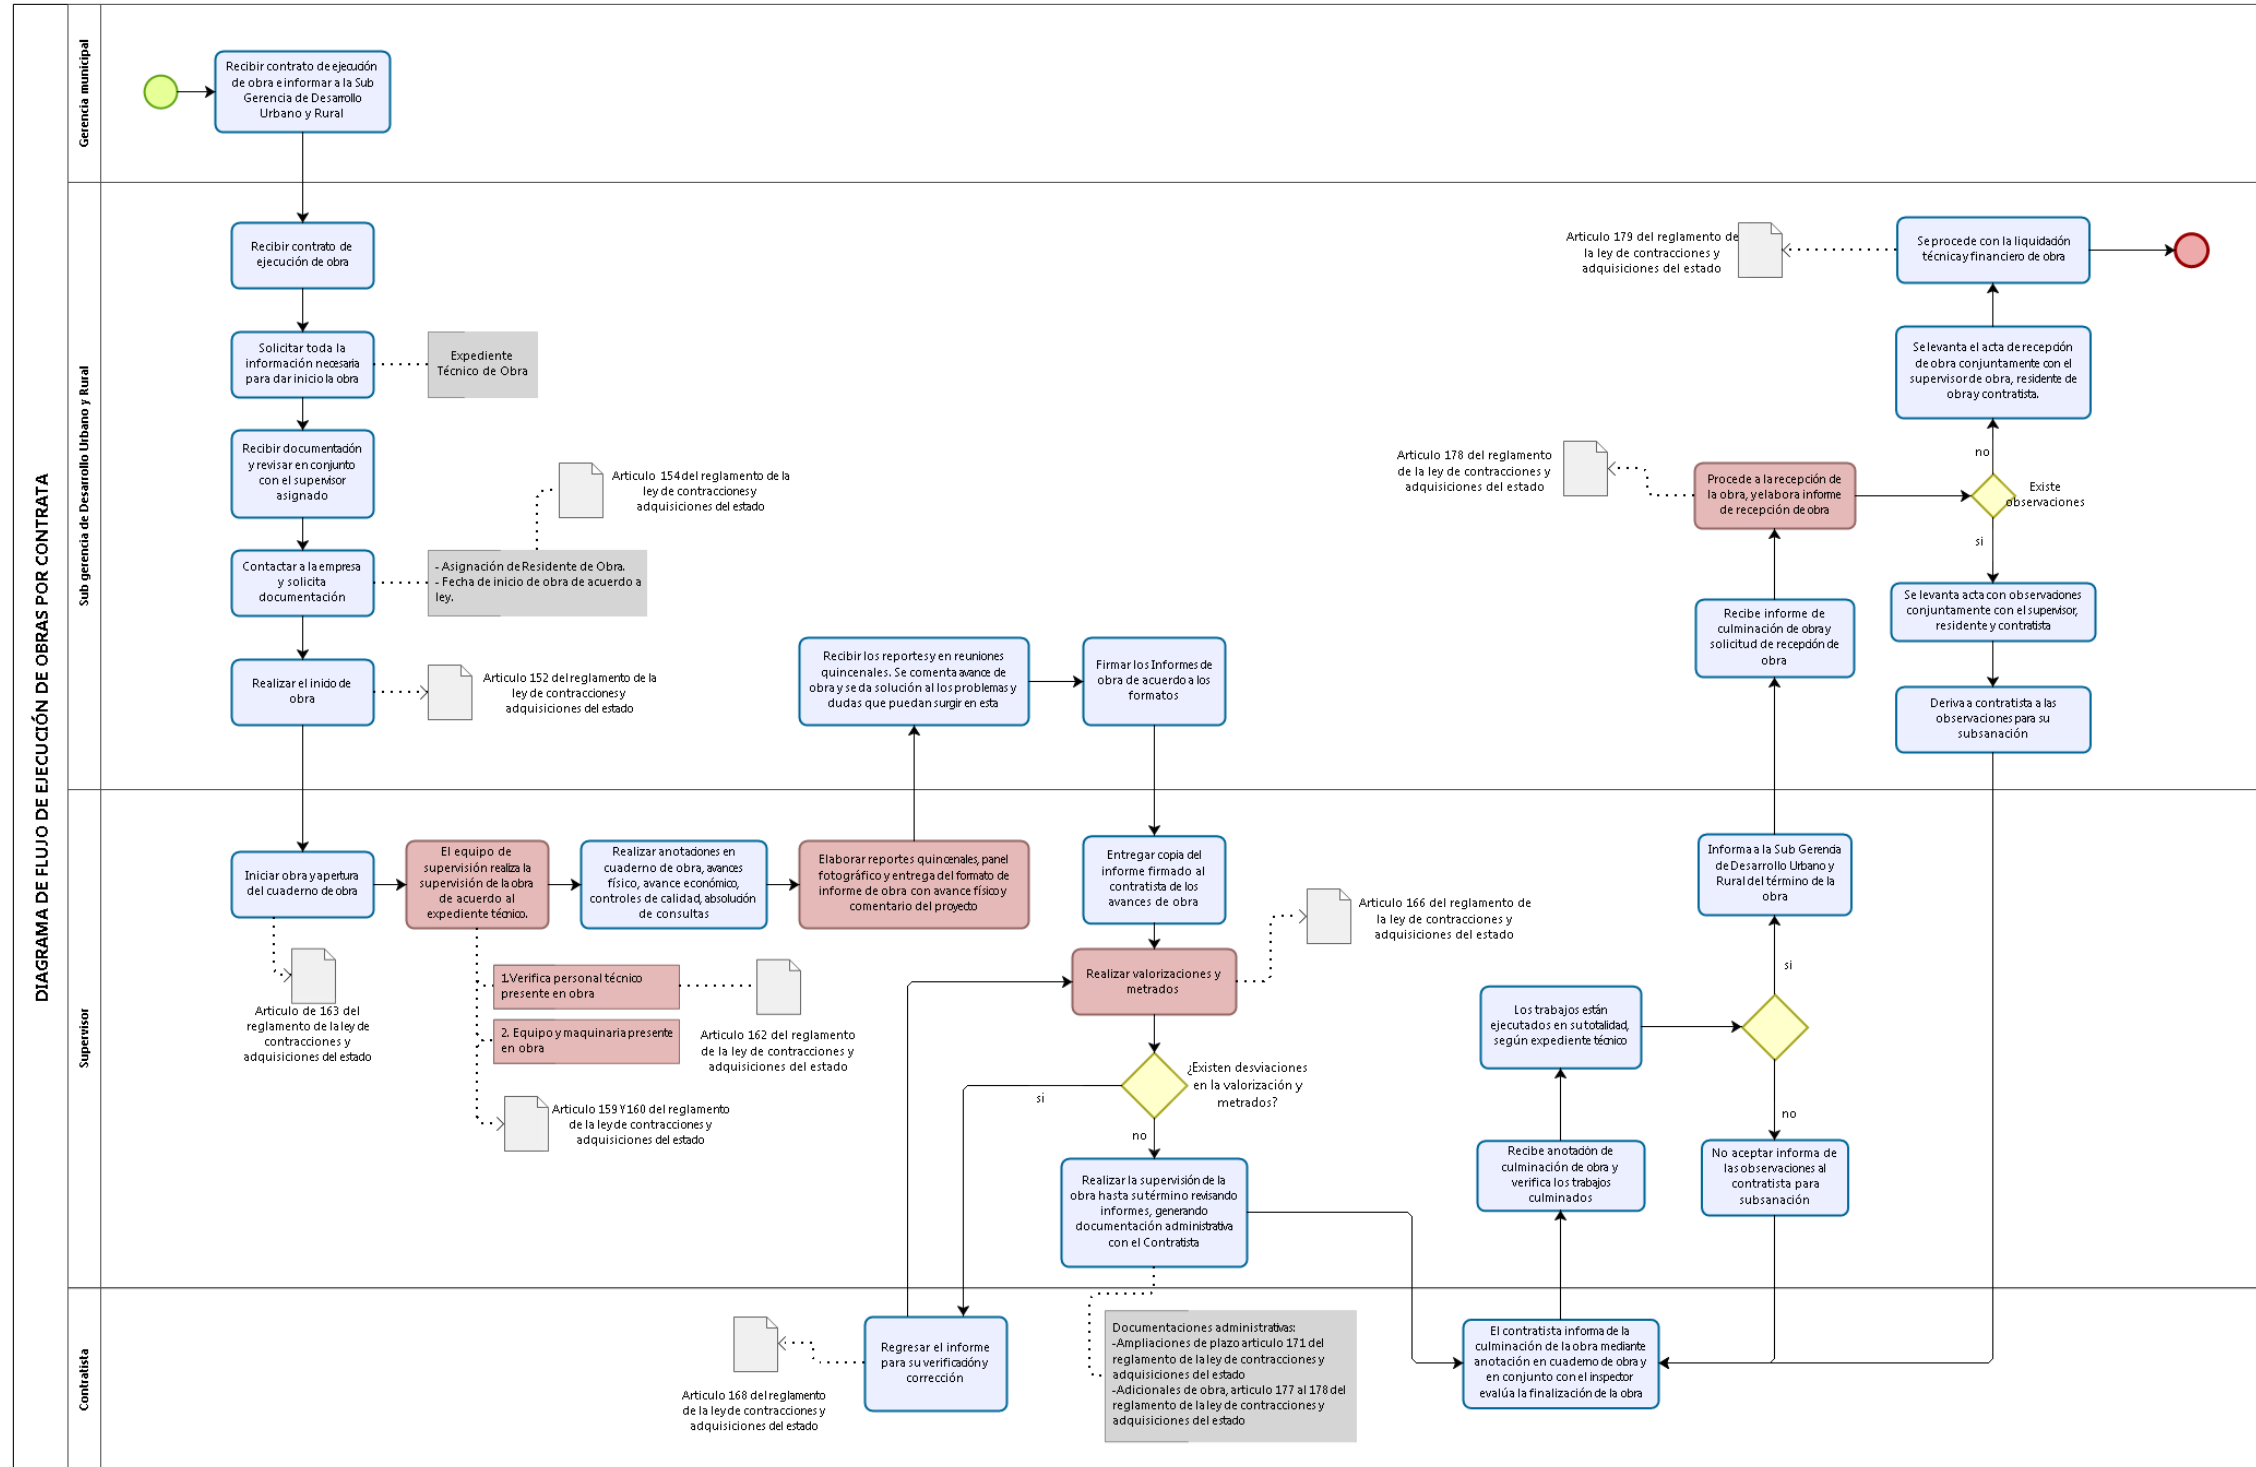 DIAGRAMA DE FLUJO DE EJECUCIÓN DE OBRAS POR CONTRATA
Gerencia municipal
Recibir contrato de ejecución
de obra e informar a la Sub
Gerencia de Desarrollo
Urbano y Rural
Sub gerencia de Desarrollo Urbano y Rural
Recibir contrato de
ejecución de obra
Solicitar toda la
información necesaria
para dar inicio la obra
Expediente
Técnico de Obra
Recibir documentación
y revisar en conjunto
con el supervisor
asignado
Articulo 154 del reglamento de la
ley de contracciones y
adquisiciones del estado
Contactar a la empresa
y solicita
documentación
- Asignación de Residente de Obra.
- Fecha de inicio de obra de acuerdo a
ley.
Realizar el inicio de
obra
Articulo 152 del reglamento de la
ley de contracciones y
adquisiciones del estado
Recibir los reportes y en reuniones
quincenales. Se comenta avance de
obra y se da solución al los problemas y
dudas que puedan surgir en esta
Firmar los Informes de
obra de acuerdo a los
formatos
Articulo 179 del reglamento de
la ley de contracciones y
adquisiciones del estado
Se procede con la liquidación
técnica y financiero de obra
Se levanta el acta de recepción
de obra conjuntamente con el
supervisor de obra, residente de
obra y contratista.
no
Articulo 178 del reglamento
de la ley de contracciones y
adquisiciones del estado
Procede a la recepción de
la obra, y elabora informe
de recepción de obra
Existe
observaciones
si
Se levanta acta con observaciones
conjuntamente con el supervisor,
residente y contratista
Recibe informe de
culminación de obra y
solicitud de recepción de
obra
Deriva a contratista a las
observaciones para su
subsanación
Supervisor
Iniciar obra y apertura
del cuaderno de obra
El equipo de
supervisión realiza la
supervisión de la obra
de acuerdo al
expediente técnico.
Realizar anotaciones en
cuaderno de obra, avances
físico, avance económico,
controles de calidad, absolución
de consultas
Elaborar reportes quincenales, panel
fotográfico y entrega del formato de
informe de obra con avance físico y
comentario del proyecto
Entregar copia del
informe firmado al
contratista de los
avances de obra
Informa a la Sub Gerencia
de Desarrollo Urbano y
Rural del término de la
obra
Articulo 166 del reglamento de
la ley de contracciones y
adquisiciones del estado
Realizar valorizaciones y
metrados
Articulo de 163 del
reglamento de la ley de
contracciones y
adquisiciones del estado
1.Verifica personal técnico
presente en obra
2. Equipo y maquinaria presente
en obra
Articulo 162 del reglamento
de la ley de contracciones y
adquisiciones del estado
Articulo 159 Y 160 del reglamento
de la ley de contracciones y
adquisiciones del estado
¿Existen desviaciones
en la valorización y
metrados?
si
no
Realizar la supervisión de la
obra hasta su término revisando
informes, generando
documentación administrativa
con el Contratista
Los trabajos están
ejecutados en su totalidad,
según expediente técnico
si
no
Recibe anotación de
culminación de obra y
verifica los trabajos
culminados
No aceptar informa de
las observaciones al
contratista para
subsanación
Contratista
Articulo 168 del reglamento
de la ley de contracciones y
adquisiciones del estado
Regresar el informe
para su verificación y
corrección
Documentaciones administrativas:
-Ampliaciones de plazo articulo 171 del
reglamento de la ley de contracciones y
adquisiciones del estado
-Adicionales de obra, articulo 177 al 178 del
reglamento de la ley de contracciones y
adquisiciones del estado
El contratista informa de la
culminación de la obra mediante
anotación en cuaderno de obra y
en conjunto con el inspector
evalúa la finalización de la obra